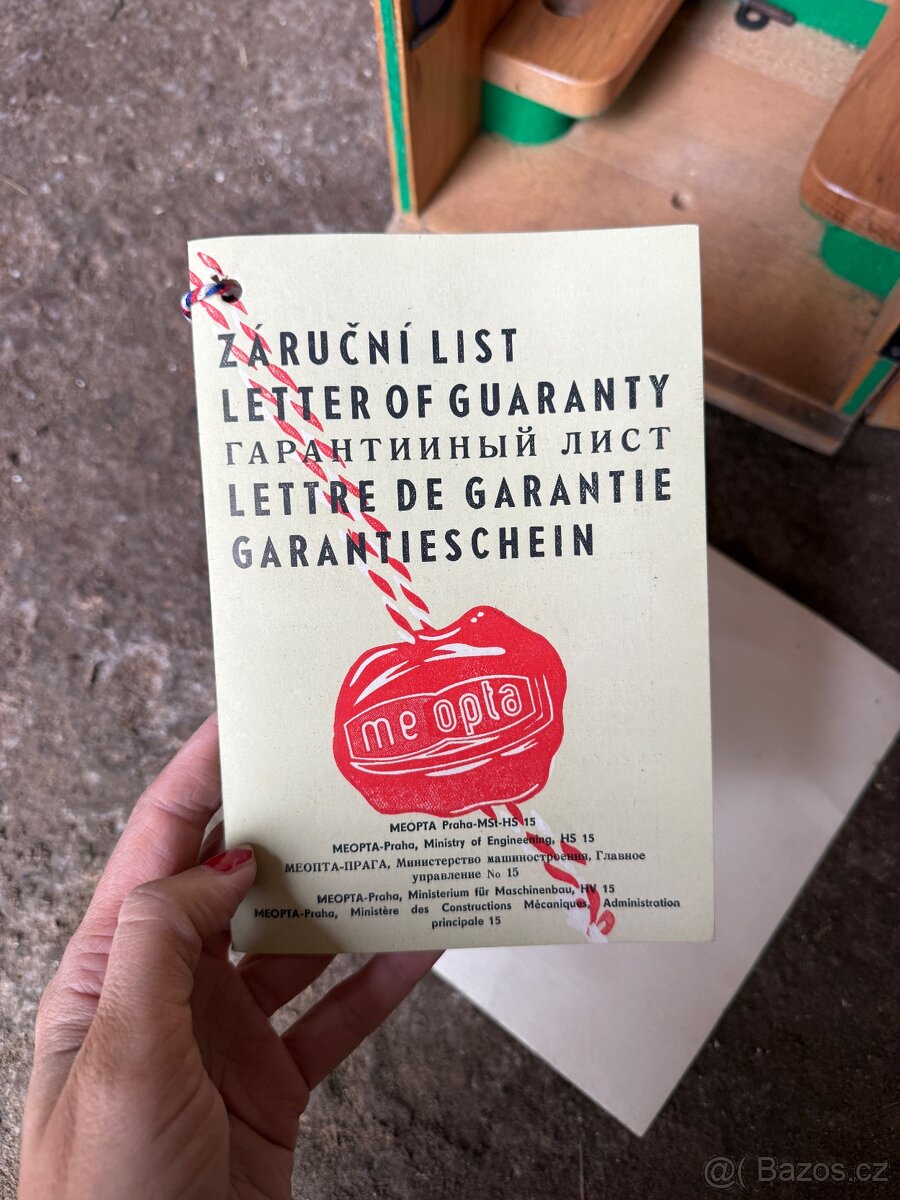 ZÁRUČNÍ LIST
LETTER OF GUARANTY
ГАРАНТИИНЫЙ ЛИСТ
LETTRE DE GARANTIE
GARANTIESCHEIN
meopta
MEOPTA Praha-MSt-HS 15
MEOPTA-Praha, Ministry of Engineering, HS 15
МЕОПТА-ПРАГА, Министерство машиностроения, Главное
управление No 15
MEOPTA-Praha, Ministerium für Maschinenbau, HV 15
MEOPTA-Praha, Ministère des Constructions Mécaniques, Administration
principale 15
@( Bazos.cz